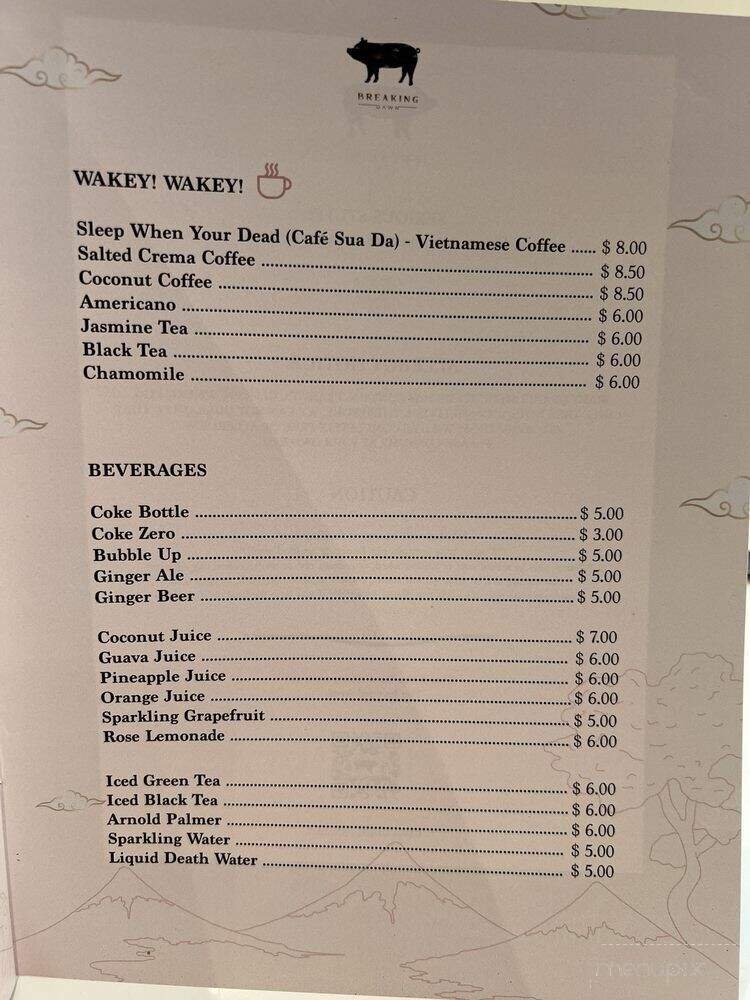 BREAKING
DAWN
WAKEY! WAKEY!
Sleep When Your Dead (Café Sua Da) - Vietnamese Coffee ...... $ 8.00
Salted Crema Coffee ........ $ 8.50
Coconut Coffee ........ $ 8.50
Americano ........ $ 6.00
Jasmine Tea ........ $ 6.00
Black Tea ........ $ 6.00
Chamomile ........ $ 6.00
BEVERAGES
Coke Bottle ........ $ 5.00
Coke Zero ........ $ 3.00
Bubble Up ........ $ 5.00
Ginger Ale ........ $ 5.00
Ginger Beer ........ $ 5.00
Coconut Juice ........ $ 7.00
Guava Juice ........ $ 6.00
Pineapple Juice ........ $ 6.00
Orange Juice ........ $ 6.00
Sparkling Grapefruit ........ $ 5.00
Rose Lemonade ........ $ 6.00
Iced Green Tea ........ $ 6.00
Iced Black Tea ........ $ 6.00
Arnold Palmer ........ $ 6.00
Sparkling Water ........ $ 5.00
Liquid Death Water ........ $ 5.00
menupix